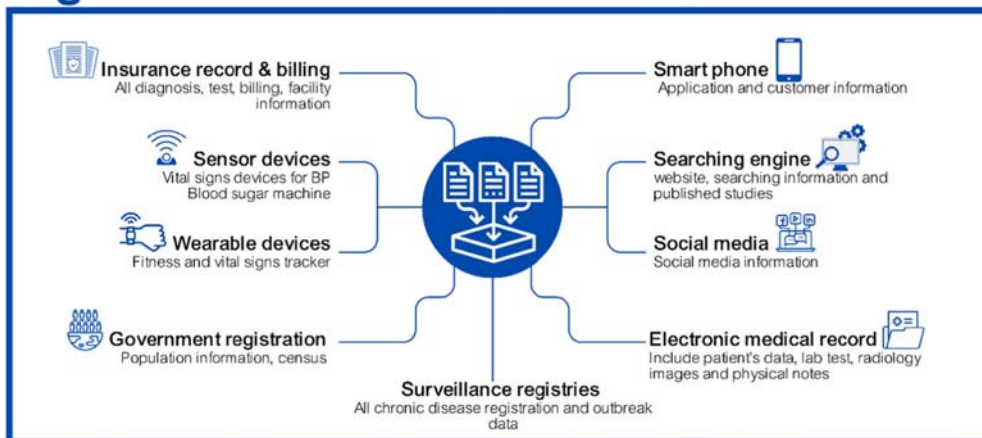 Insurance record & billing
All diagnosis, test, billing, facility
information
Sensor devices
Vital signs devices for BP
Blood sugar machine
Wearable devices
Fitness and vital signs tracker
Government registration
Population information, census
Surveillance registries
All chronic disease registration and outbreak
data
Smart phone
Application and customer information
Searching engine
website, searching information and
published studies
Social media
Social media information
Electronic medical record
Include patient's data, lab test, radiology
images and physical notes